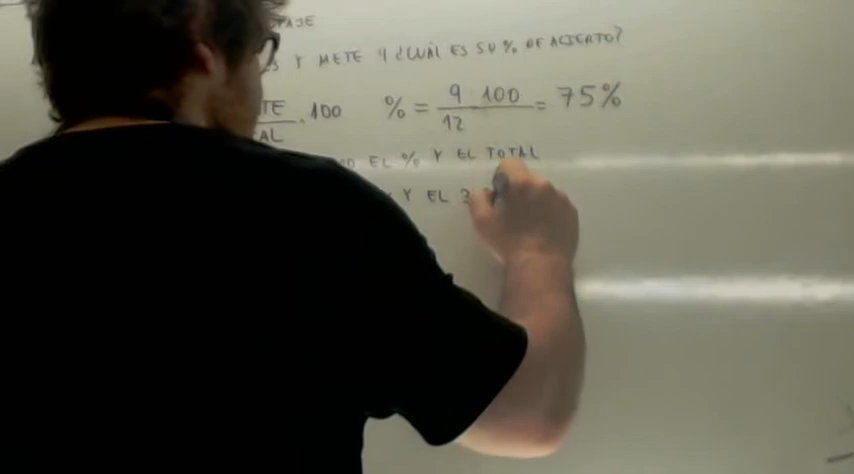 TAJE
S Y METE 9 ¿CUÁL ES SU % DE ACIERTO?
TE/AL · 100 % = 9 · 100 / 12 = 75%
EL % Y EL TOTAL
Y EL